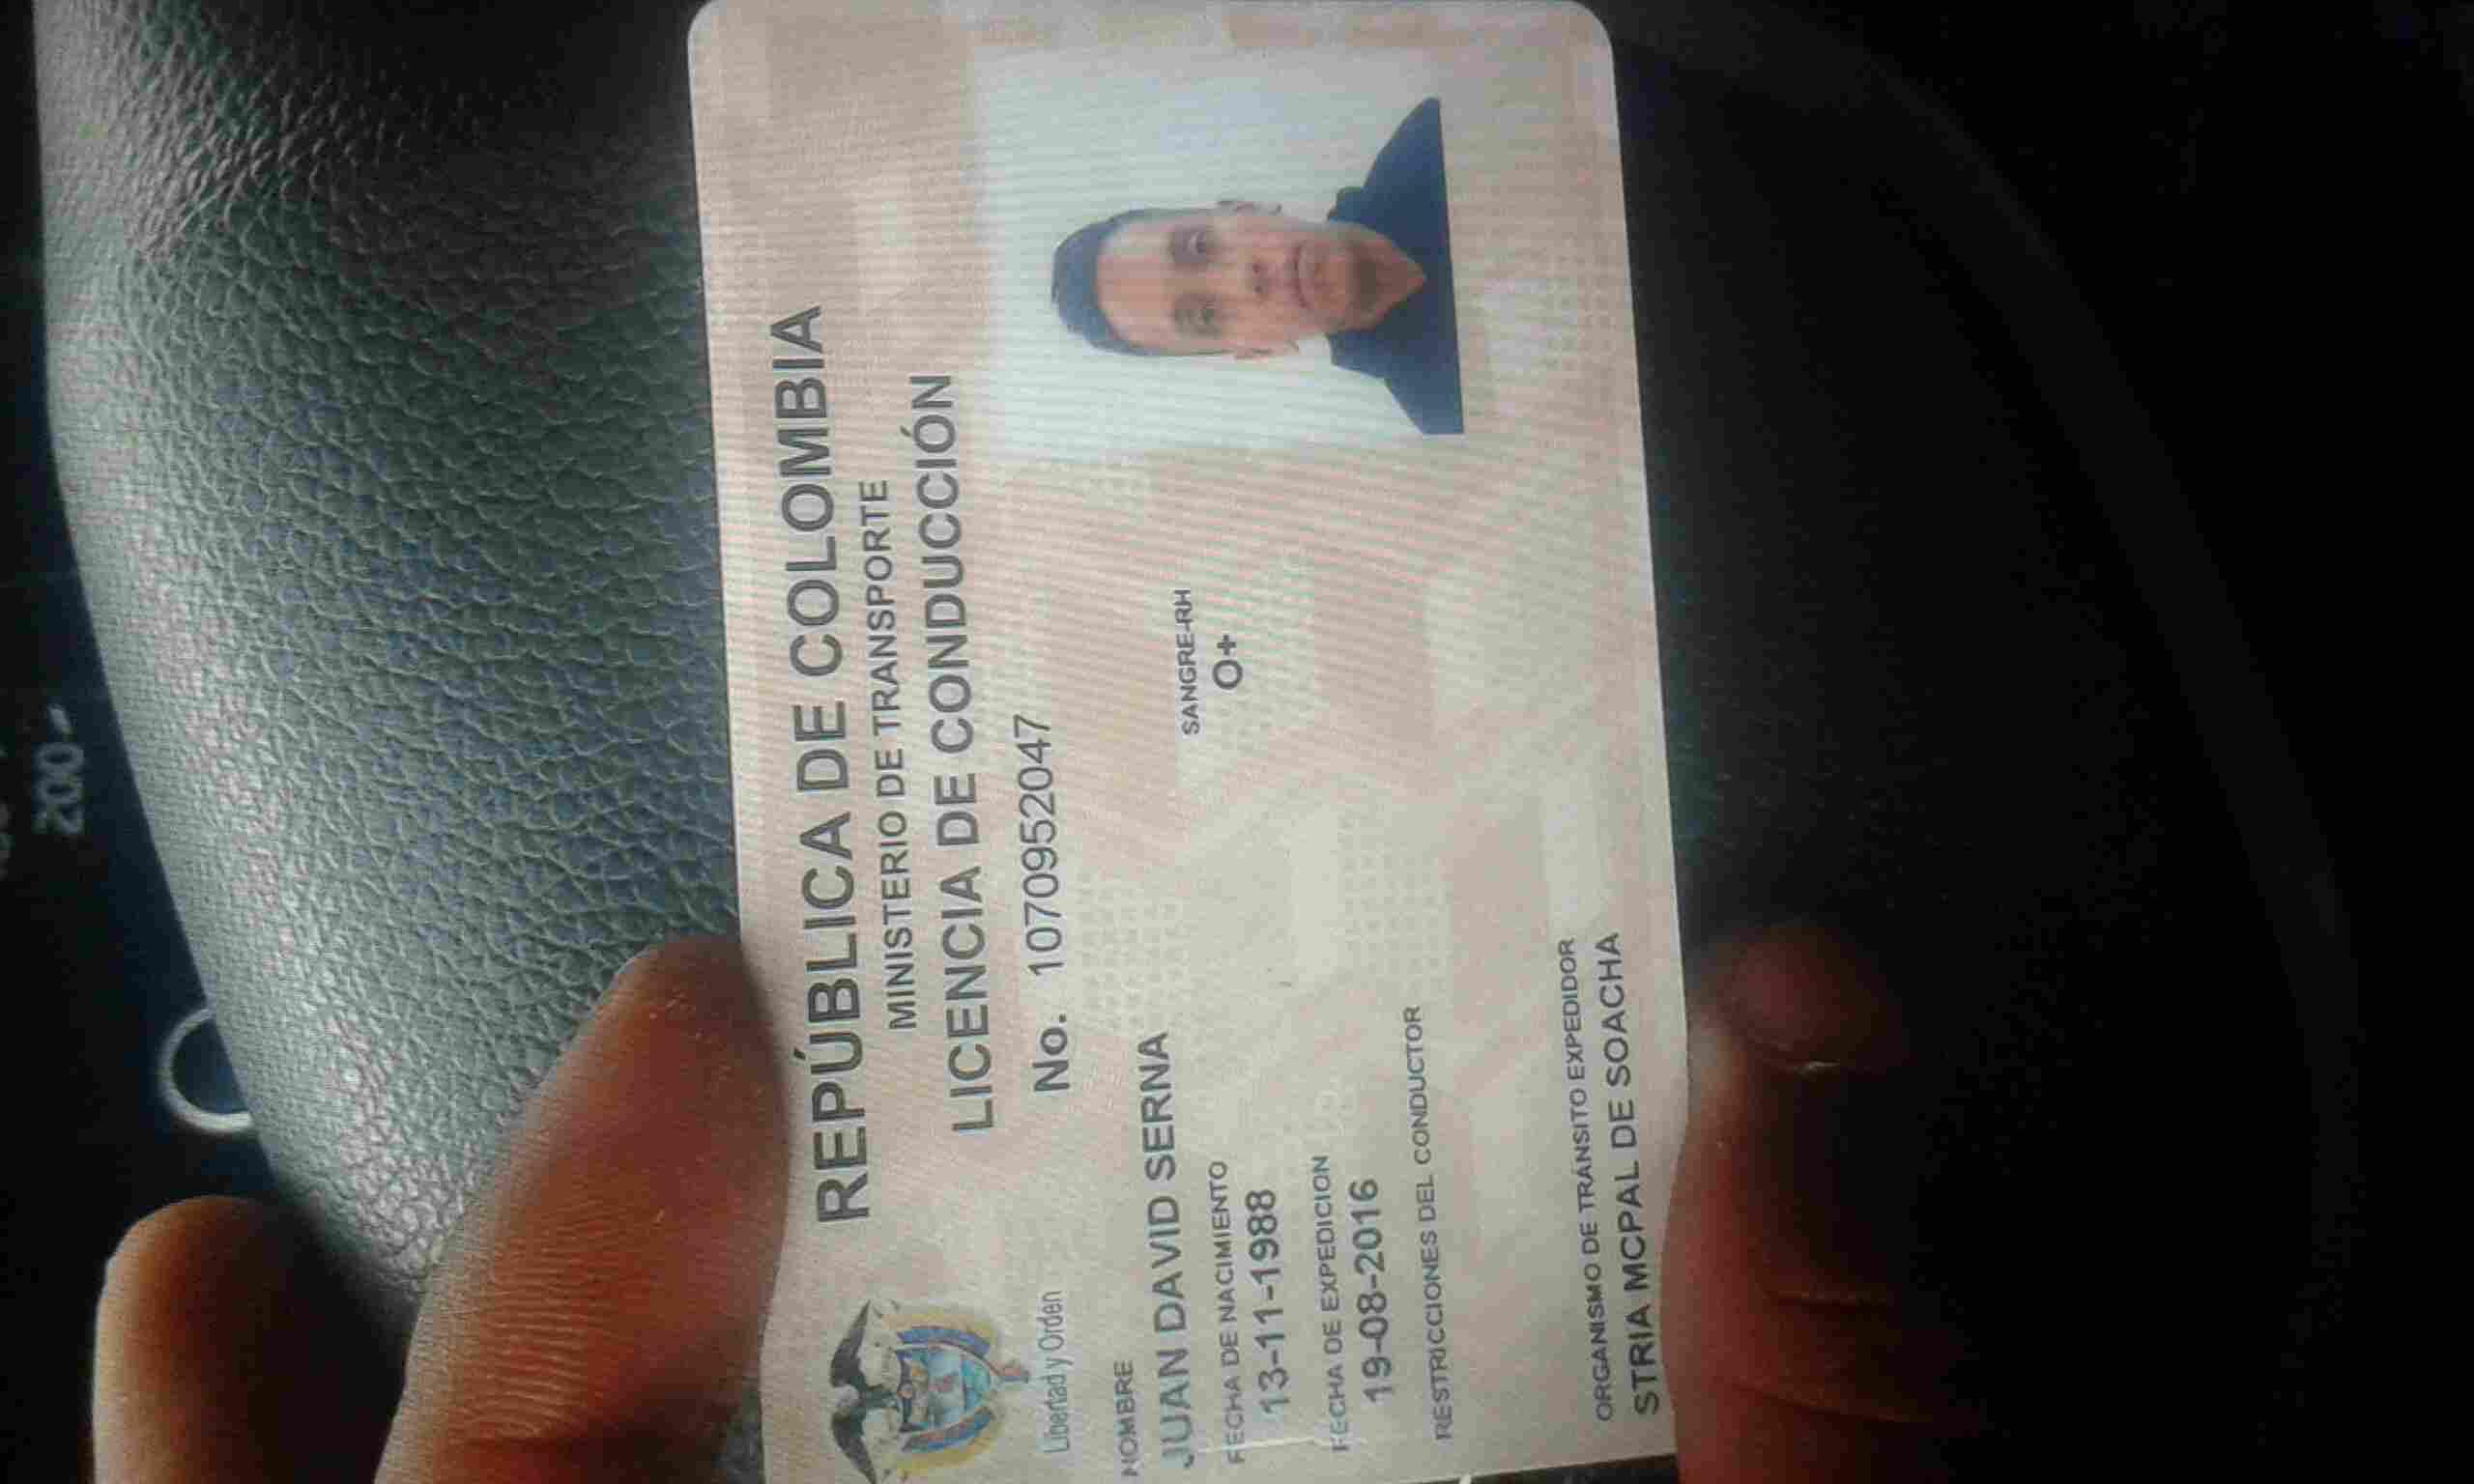 REPÚBLICA DE COLOMBIA
MINISTERIO DE TRANSPORTE
LICENCIA DE CONDUCCIÓN
Libertad y Orden
No. 1070952047
NOMBRE
JUAN DAVID SERNA
FECHA DE NACIMIENTO
13-11-1988
SANGRE-RH
O+
FECHA DE EXPEDICION
19-08-2016
RESTRICCIONES DEL CONDUCTOR
ORGANISMO DE TRÁNSITO EXPEDIDOR
STRIA MCPAL DE SOACHA
200